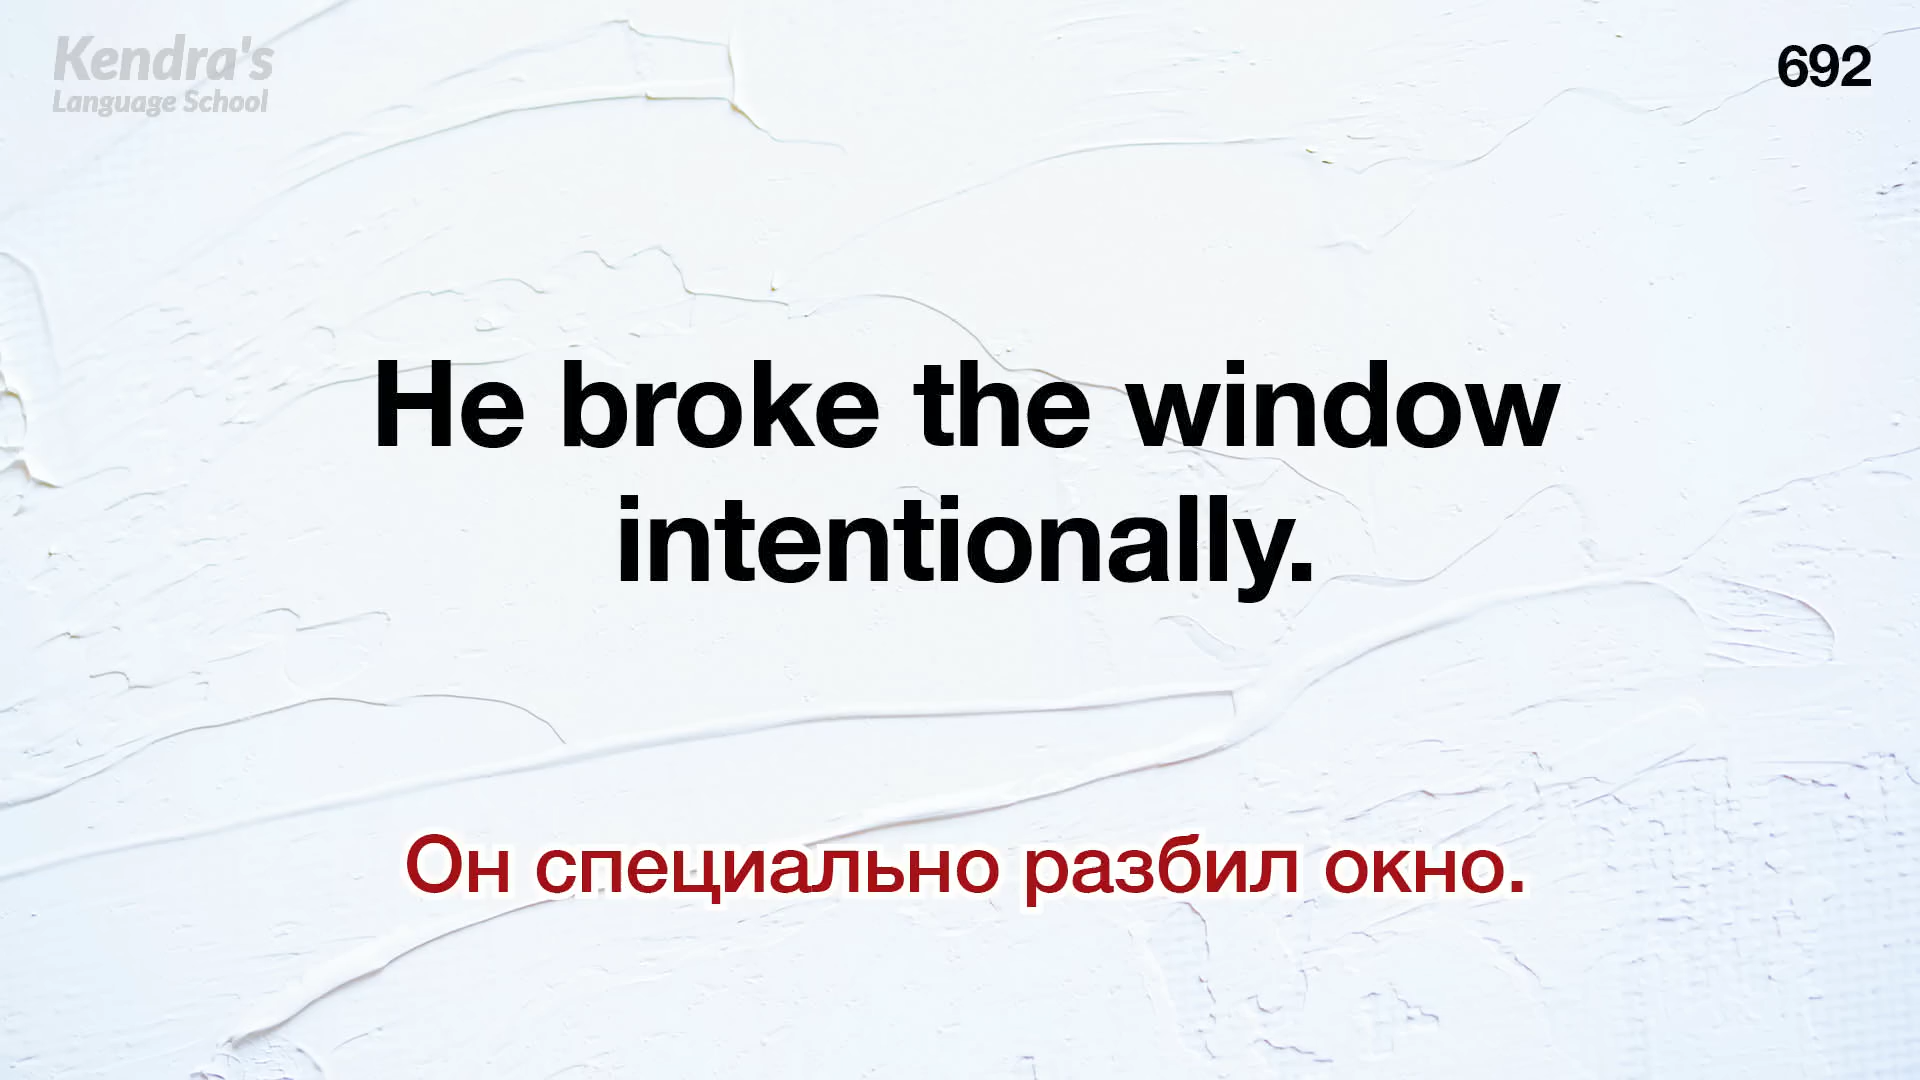 Kendra's
Language School
692
He broke the window
intentionally.
Он специально разбил окно.